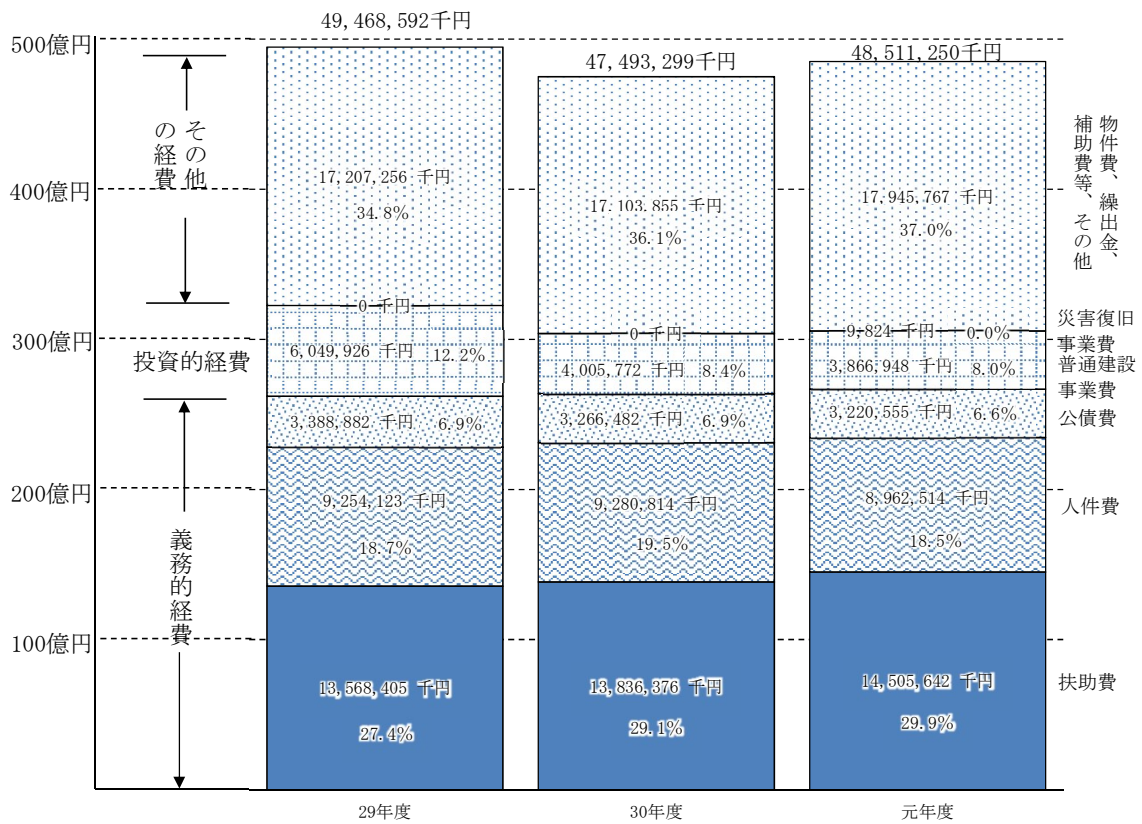 49,468,592千円
47,493,299千円
48,511,250千円
500億円
400億円
300億円
200億円
100億円
その他
の経費
投資的経費
義務的経費
17,207,256 千円
34.8%
0 千円
6,049,926 千円 12.2%
3,388,882 千円 6.9%
9,254,123 千円
18.7%
13,568,405 千円
27.4%
17,103,855 千円
36.1%
0 千円
4,005,772 千円 8.4%
3,266,482 千円 6.9%
9,280,814 千円
19.5%
13,836,376 千円
29.1%
17,945,767 千円
37.0%
9,824 千円 0.0%
3,866,948 千円 8.0%
3,220,555 千円 6.6%
8,962,514 千円
18.5%
14,505,642 千円
29.9%
物件費、繰出金、
補助費等、その他
災害復旧
事業費
普通建設
事業費
公債費
人件費
扶助費
29年度
30年度
元年度